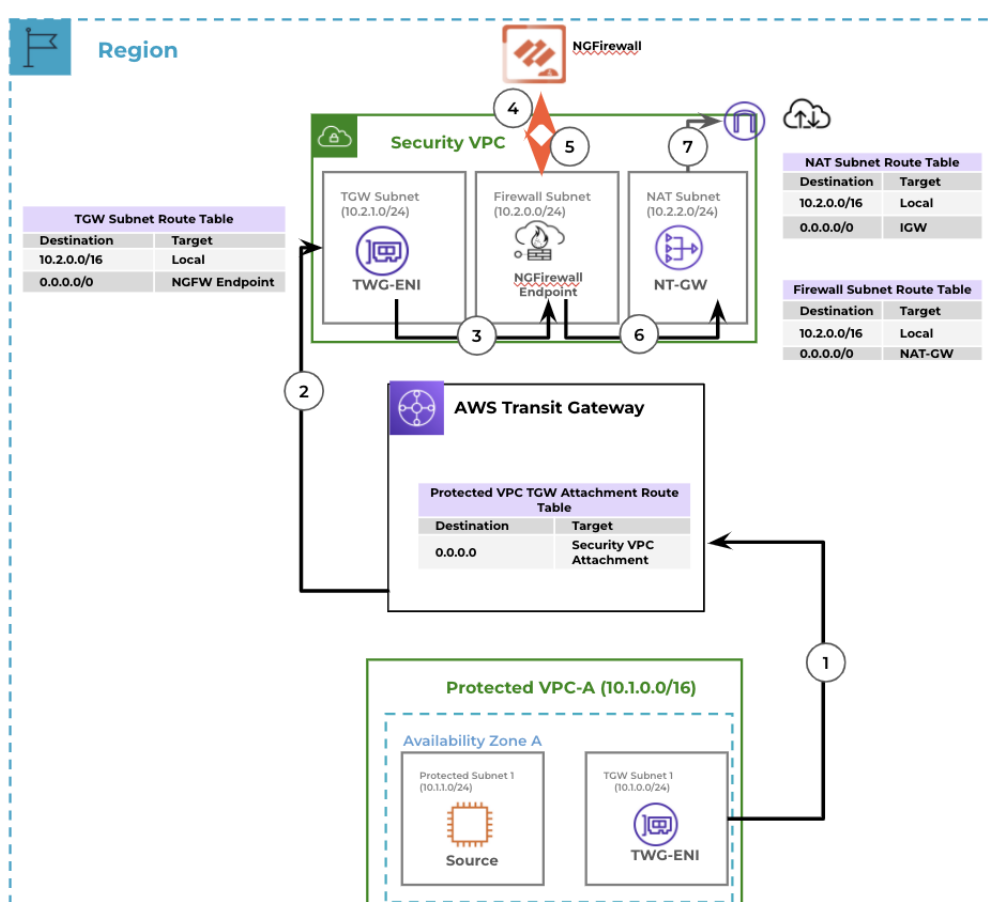 Region
NGFirewall
4
Security VPC
5
7
TGW Subnet
(10.2.1.0/24)
TWG-ENI
Firewall Subnet
(10.2.0.0/24)
NGFirewall
Endpoint
NAT Subnet
(10.2.2.0/24)
NT-GW
3
6
TGW Subnet Route Table
Destination Target
10.2.0.0/16 Local
0.0.0.0/0 NGFW Endpoint
NAT Subnet Route Table
Destination Target
10.2.0.0/16 Local
0.0.0.0/0 IGW
Firewall Subnet Route Table
Destination Target
10.2.0.0/16 Local
0.0.0.0/0 NAT-GW
2
AWS Transit Gateway
Protected VPC TGW Attachment Route
Table
Destination Target
0.0.0.0 Security VPC
Attachment
1
Protected VPC-A (10.1.0.0/16)
Availability Zone A
Protected Subnet 1
(10.1.1.0/24)
Source
TGW Subnet 1
(10.1.0.0/24)
TWG-ENI